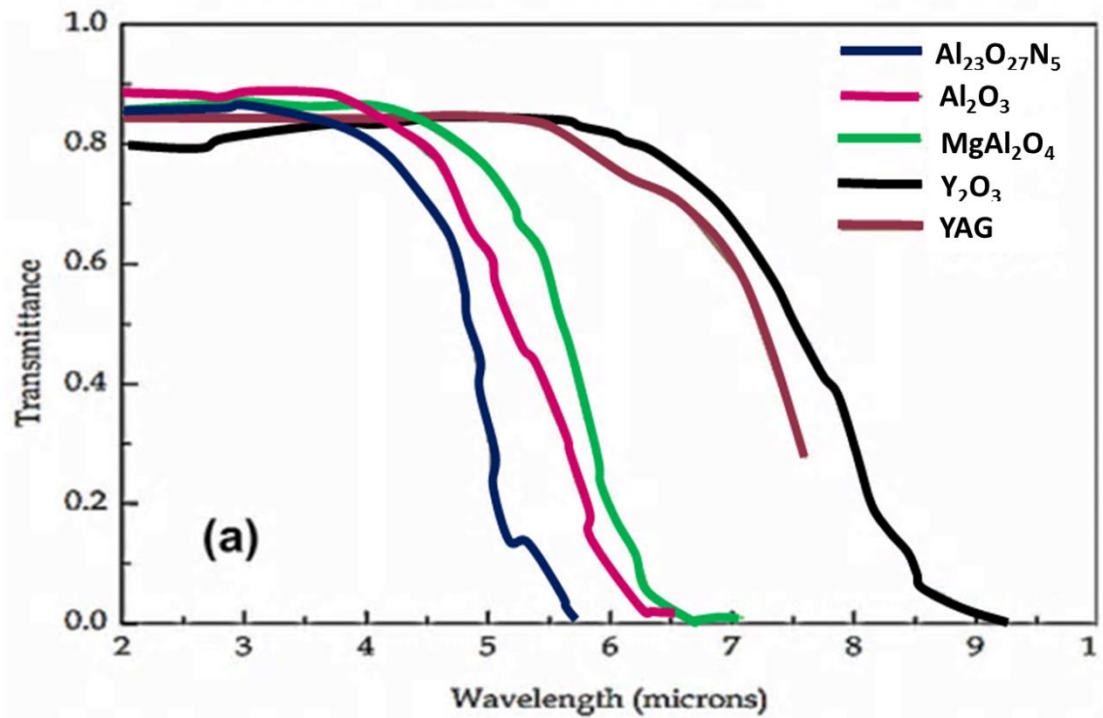 1.0
0.8
0.6
0.4
0.2
0.0
Transmittance
Al₂₃O₂₇N₅
Al₂O₃
MgAl₂O₄
Y₂O₃
YAG
(a)
2 3 4 5 6 7 8 9 1
Wavelength (microns)